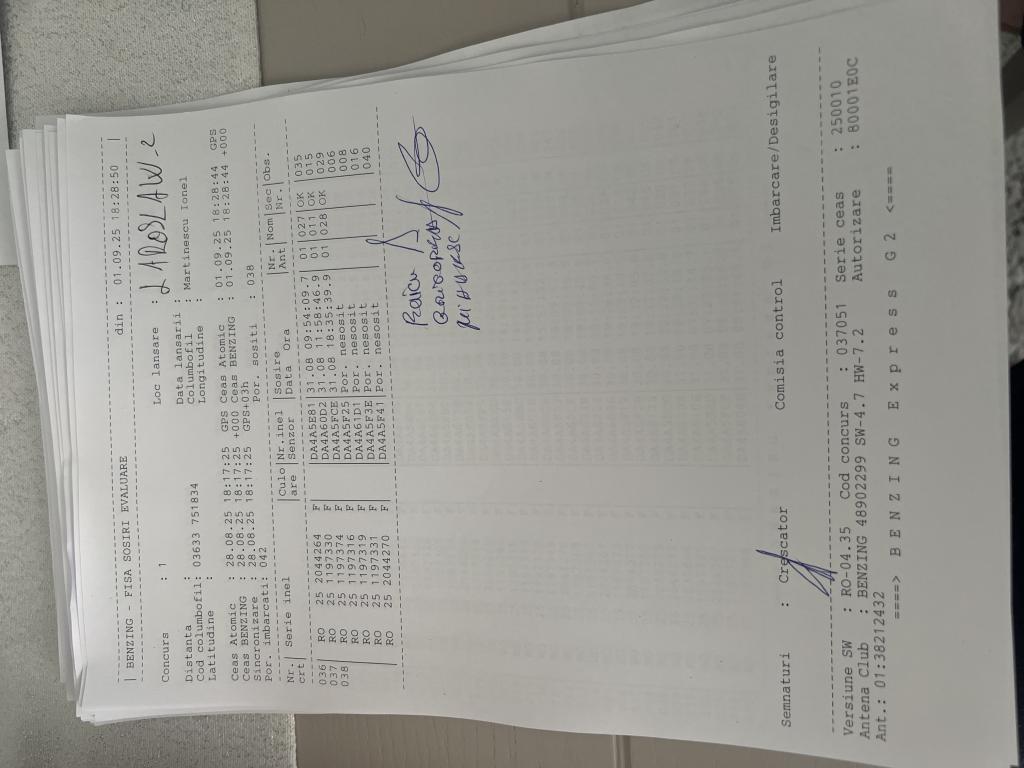 | BENZING - FISA SOSIRI EVALUARE din : 01.09.25 18:28:50 |
Concurs : 1 Loc lansare :
Data lansarii :
Distanta : Columbofil : Martinescu Ionel
Cod columbofil: 03633 751834 Longitudine :
Latitudine :
Ceas Atomic : 28.08.25 18:17:25 GPS Ceas Atomic : 01.09.25 18:28:44 GPS
Ceas BENZING : 28.08.25 18:17:25 +000 Ceas BENZING : 01.09.25 18:28:44 +000
Sincronizare : 28.08.25 18:17:25 GPS+03h
Por. imbarcati: 042 Por. sositi : 038
Nr. | Serie inel |Culo|Nr.inel |Sosire |Nr. |Nom|Sec|Obs.
crt| |are |Senzor |Data Ora |Ant | |Nr.|
036| RO 25 2044264 F |DA4A5E81|31.08 09:54:09.7| 01 |027|OK |035
037| RO 25 1197330 F |DA4A60D2|31.08 11:58:46.9| 01 |011|OK |015
038| RO 25 1197374 F |DA4A5FCE|31.08 18:35:39.9| 01 |028|OK |029
| RO 25 1197316 F |DA4A5F25|Por. nesosit | | | |006
| RO 25 1197319 F |DA4A61D1|Por. nesosit | | | |008
| RO 25 1197331 F |DA4A5F3E|Por. nesosit | | | |016
| RO 25 2044270 F |DA4A5F41|Por. nesosit | | | |040
Semnaturi : Crescator Comisia control Imbarcare/Desigilare
Versiune SW : RO-04.35 Cod concurs : 037051 Serie ceas : 250010
Antena Club : BENZING 48902299 SW-4.7 HW-7.2 Autorizare : 80001E0C
Ant.: 01:38212432
====> B E N Z I N G E x p r e s s G 2 <====